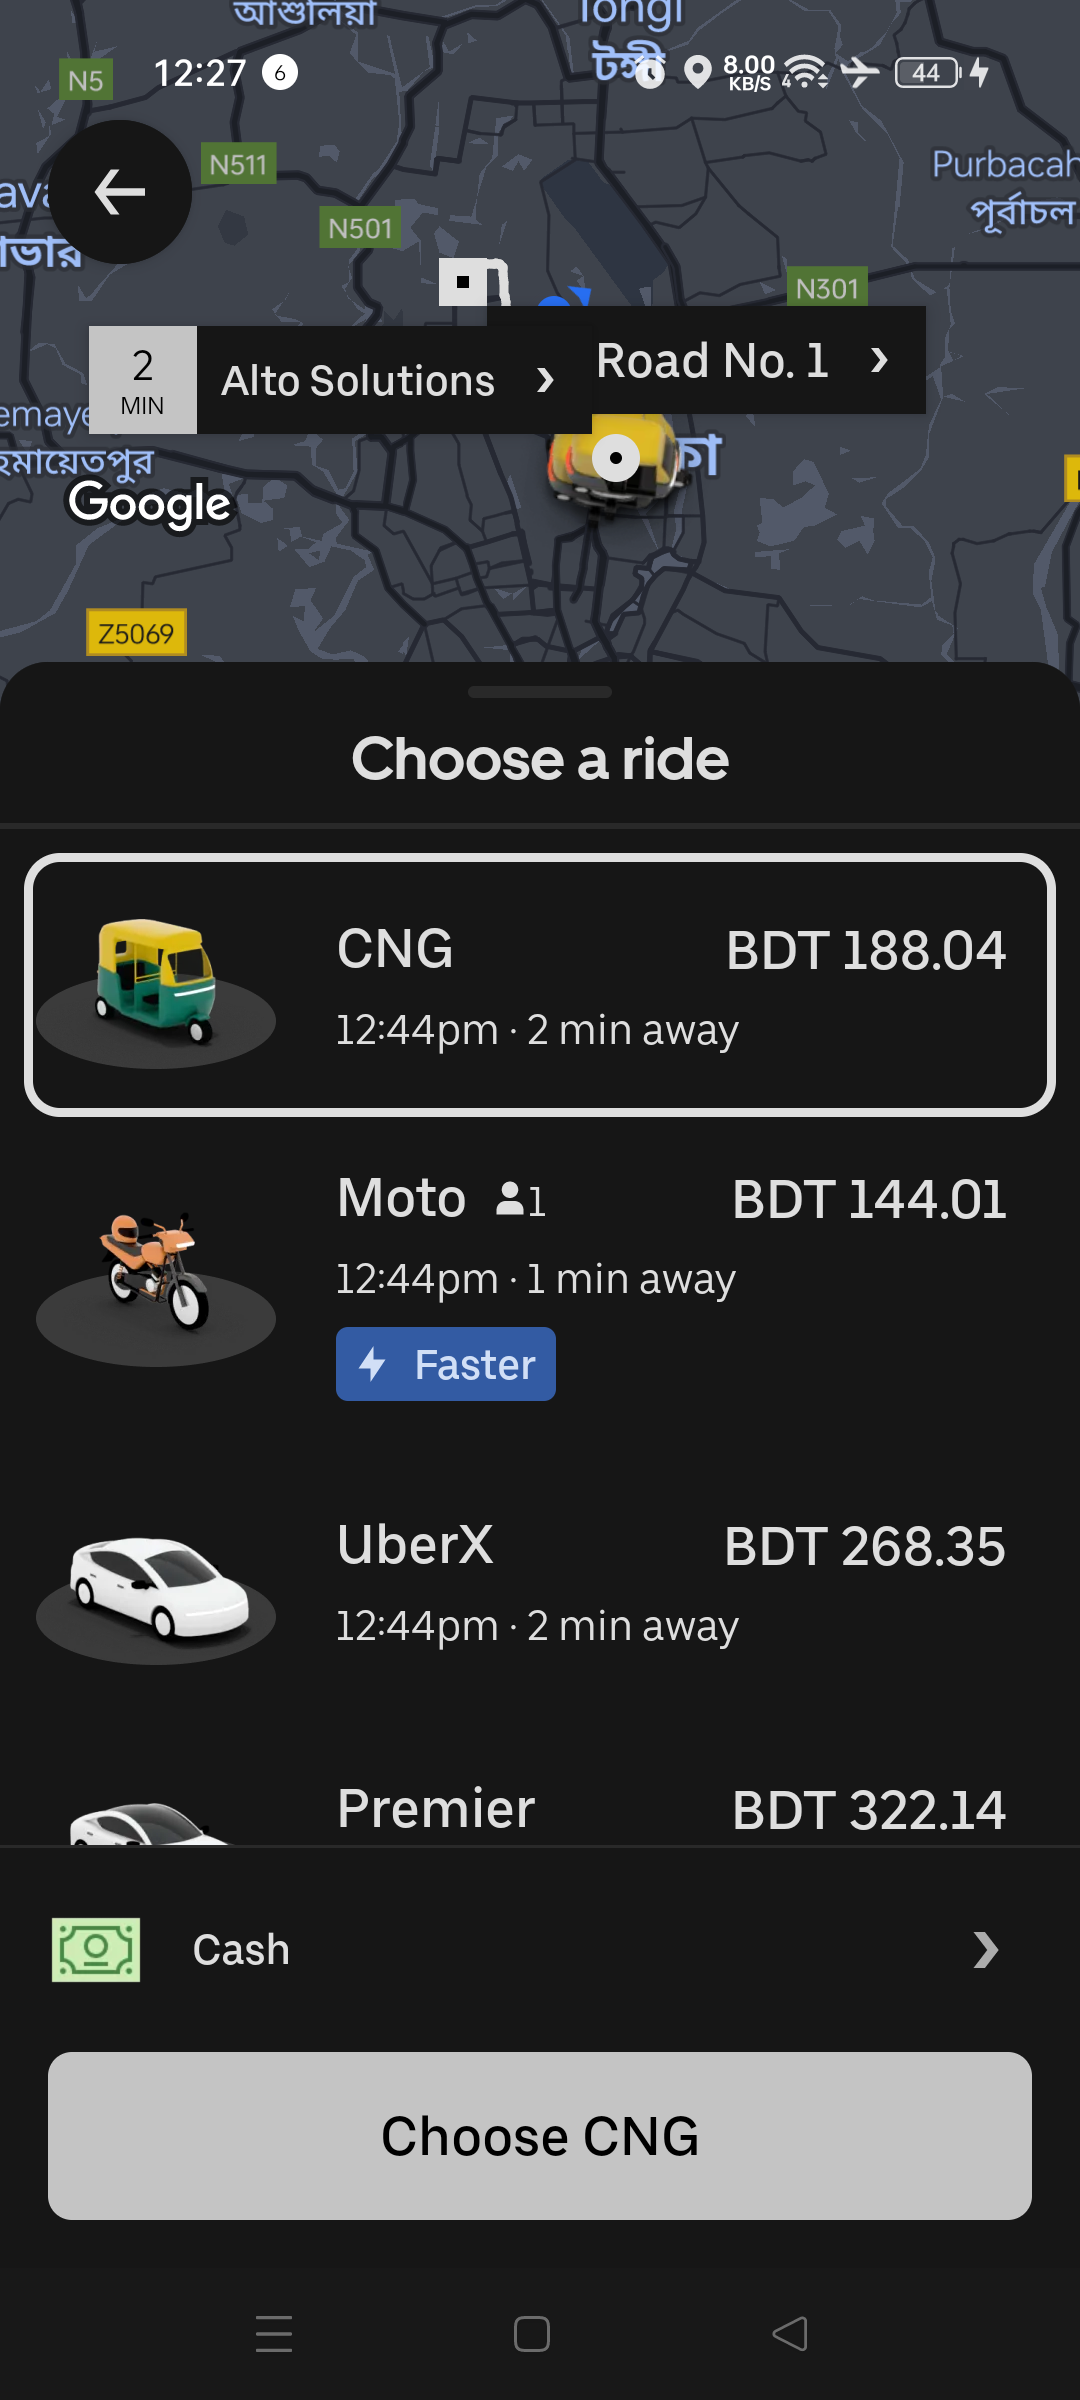 আশুলিয়া
Tongi
টঙ্গী
N5
12:27
6
8.00
KB/S
4
44
N511
Purbacah
পূর্বাচল
N501
N301
Road No. 1
2
MIN
Alto Solutions
হেমায়েতপুর
Google
Z5069
Choose a ride
CNG
BDT 188.04
12:44pm · 2 min away
Moto
1
BDT 144.01
12:44pm · 1 min away
Faster
UberX
BDT 268.35
12:44pm · 2 min away
Premier
BDT 322.14
Cash
Choose CNG